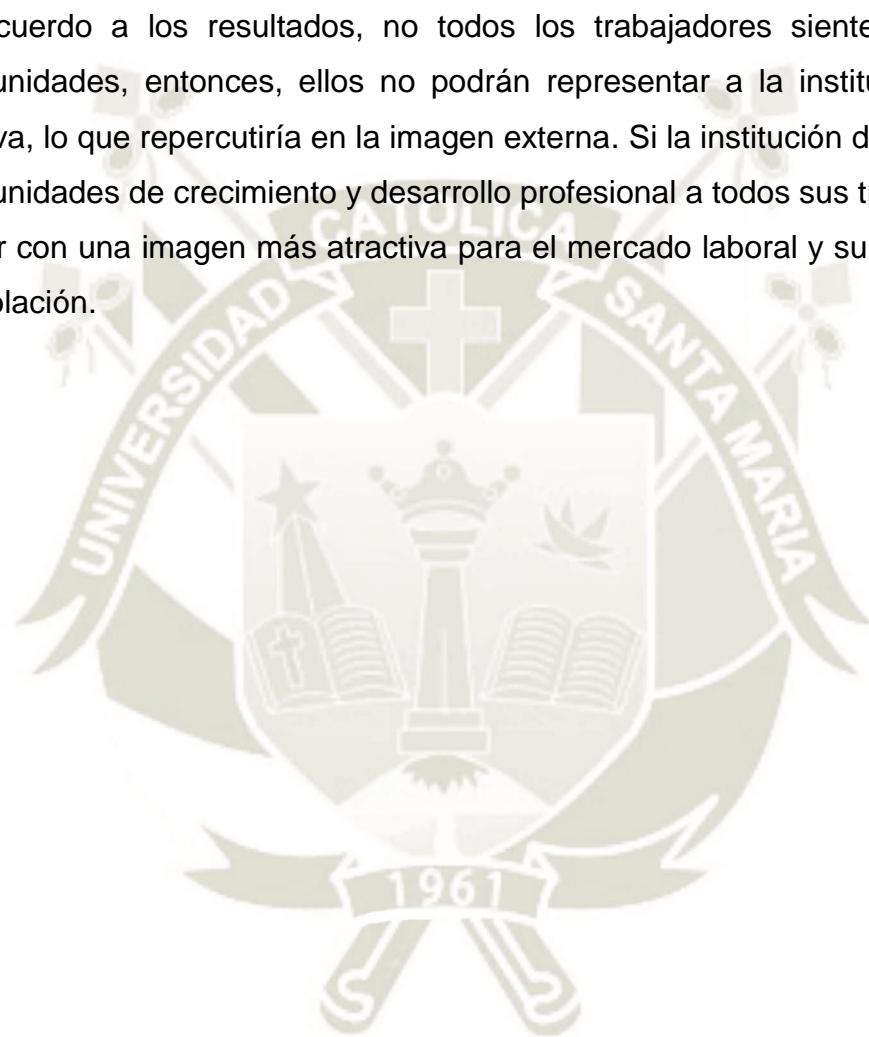 cuerdo a los resultados, no todos los trabajadores siente
unidades, entonces, ellos no podrán representar a la institu
va, lo que repercutiría en la imagen externa. Si la institución d
unidades de crecimiento y desarrollo profesional a todos sus tr
r con una imagen más atractiva para el mercado laboral y su
olación.
UNIVERSIDAD CATOLICA SANTA MARIA
1961